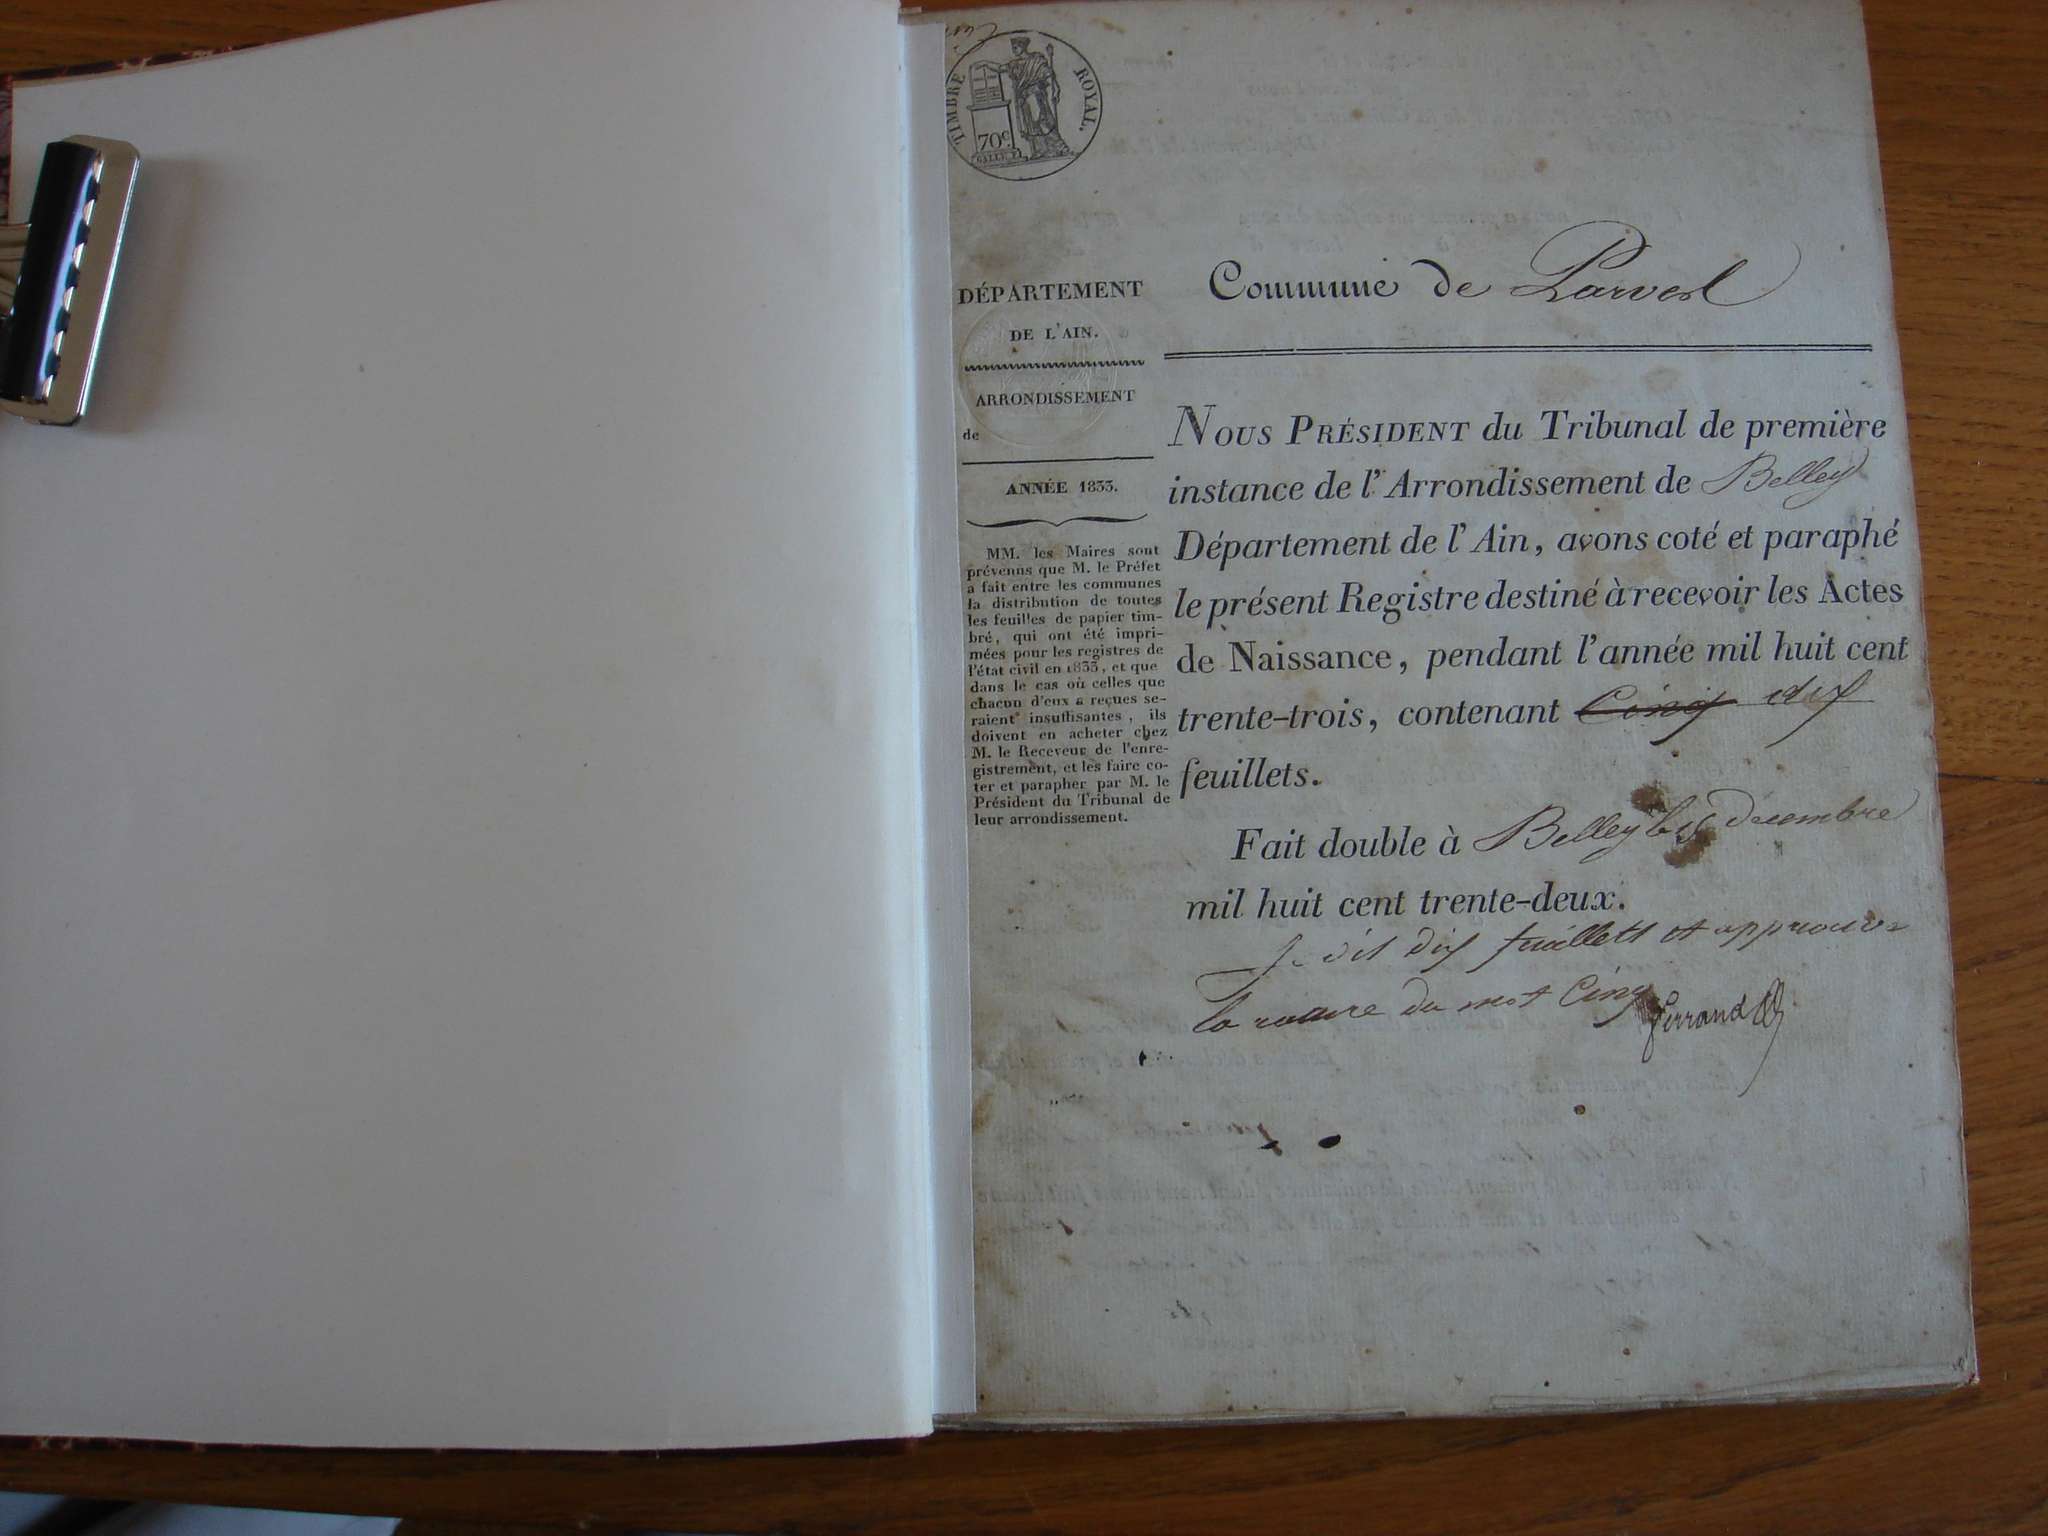 TIMBRE ROYAL.
70c.
GALLE
DÉPARTEMENT
DE L'AIN.
ARRONDISSEMENT
de
ANNÉE 1833.
MM. les Maires sont
prévenus que M. le Préfet
a fait entre les communes
la distribution de toutes
les feuilles de papier tim-
bré, qui ont été impri-
mées pour les registres de
l'état civil en 1833, et que
dans le cas où celles que
chacun d'eux a reçues se-
raient insuffisantes, ils
doivent en acheter chez
M. le Receveur de l'enre-
gistrement, et les faire co-
ter et parapher par M. le
Président du Tribunal de
leur arrondissement.
Commune de Parves
NOUS PRÉSIDENT du Tribunal de première
instance de l'Arrondissement de Belley
Département de l'Ain, avons coté et paraphé
le présent Registre destiné à recevoir les Actes
de Naissance, pendant l'année mil huit cent
trente-trois, contenant Cinq dix
feuillets.
Fait double à Belley le 15 décembre
mil huit cent trente-deux.
Je dis dix feuillets et approuve
la rature du mot Cinq
Ferrand